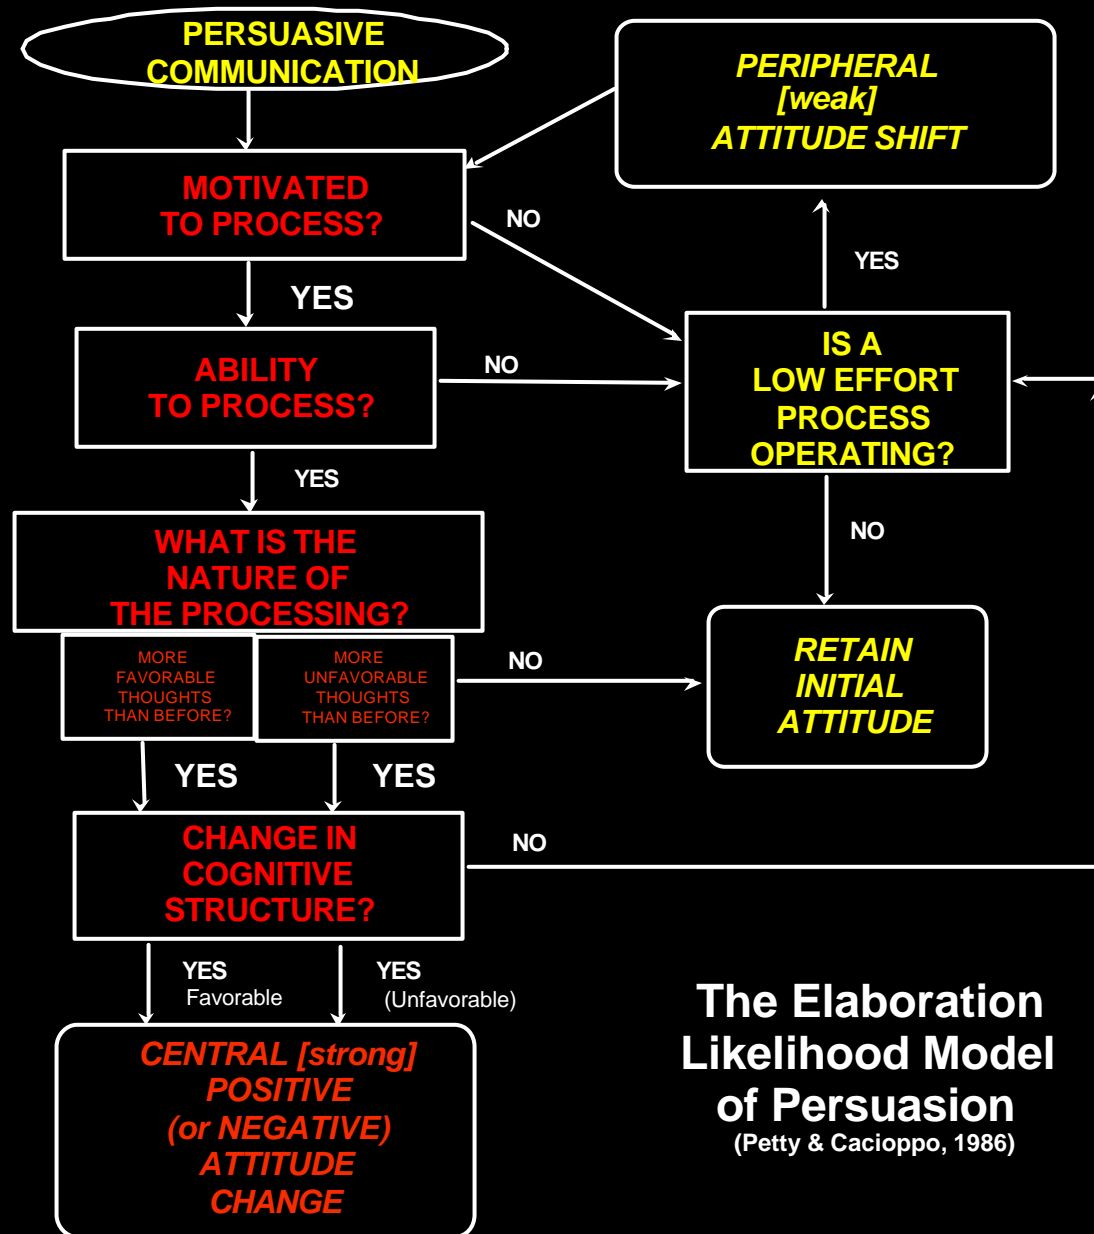 PERSUASIVE
COMMUNICATION
PERIPHERAL
[weak]
ATTITUDE SHIFT
MOTIVATED
TO PROCESS?
NO
YES
YES
ABILITY
TO PROCESS?
NO
IS A
LOW EFFORT
PROCESS
OPERATING?
YES
NO
WHAT IS THE
NATURE OF
THE PROCESSING?
MORE
FAVORABLE
THOUGHTS
THAN BEFORE?
MORE
UNFAVORABLE
THOUGHTS
THAN BEFORE?
NO
RETAIN
INITIAL
ATTITUDE
YES
YES
CHANGE IN
COGNITIVE
STRUCTURE?
NO
YES
Favorable
YES
(Unfavorable)
CENTRAL [strong]
POSITIVE
(or NEGATIVE)
ATTITUDE
CHANGE
The Elaboration
Likelihood Model
of Persuasion
(Petty & Cacioppo, 1986)